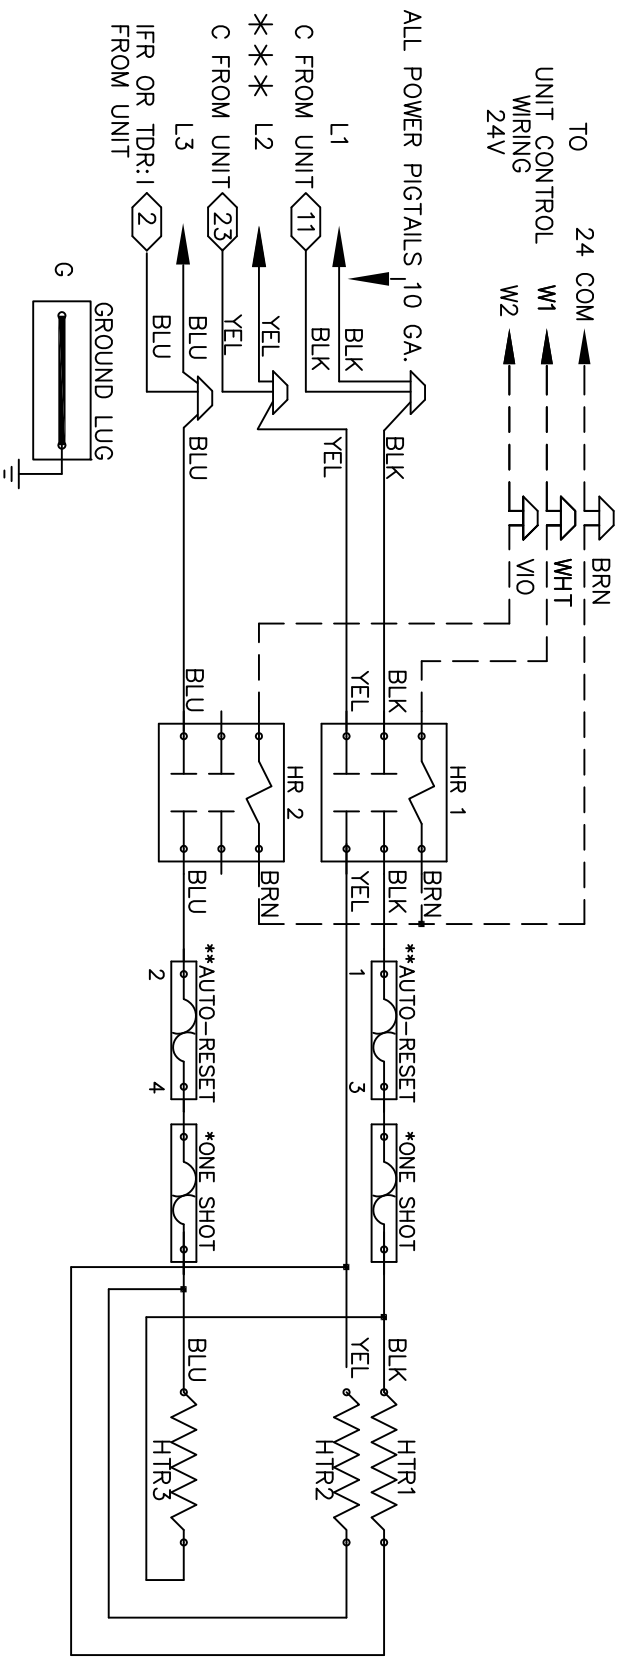 TO
UNIT CONTROL
WIRING
24V
24 COM
W1
W2
BRN
WHT
VIO
ALL POWER PIGTAILS 10 GA.
L1
C FROM UNIT
11
BLK
BLK
BLK
*** L2
C FROM UNIT
23
YEL
YEL
YEL
L3
IFR OR TDR:1
FROM UNIT
2
BLU
BLU
BLU
G
GROUND LUG
HR 1
BLK
YEL
BRN
BLK
YEL
HR 2
BLU
BRN
BLU
**AUTO-RESET
1
3
*ONE SHOT
**AUTO-RESET
2
4
*ONE SHOT
BLK
HTR1
YEL
HTR2
BLU
HTR3